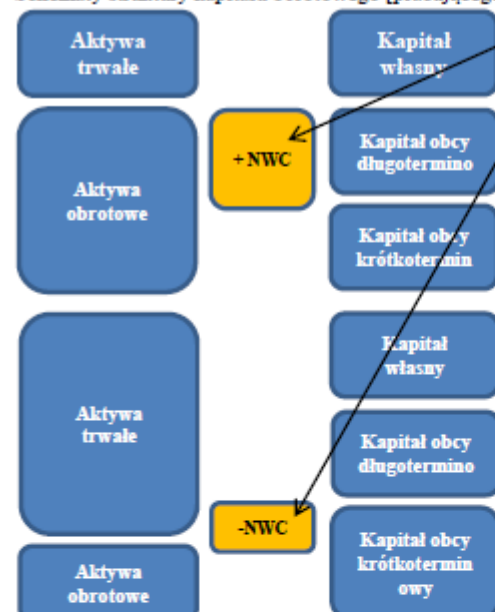 Aktywa
trwałe
Kapitał
własny
Aktywa
obrotowe
+ NWC
Kapitał obcy
długotermino
Kapitał obcy
krótkotermin
Aktywa
trwałe
Kapitał
własny
Kapitał obcy
długotermino
-NWC
Kapitał obcy
krótkotermin
owy
Aktywa
obrotowe